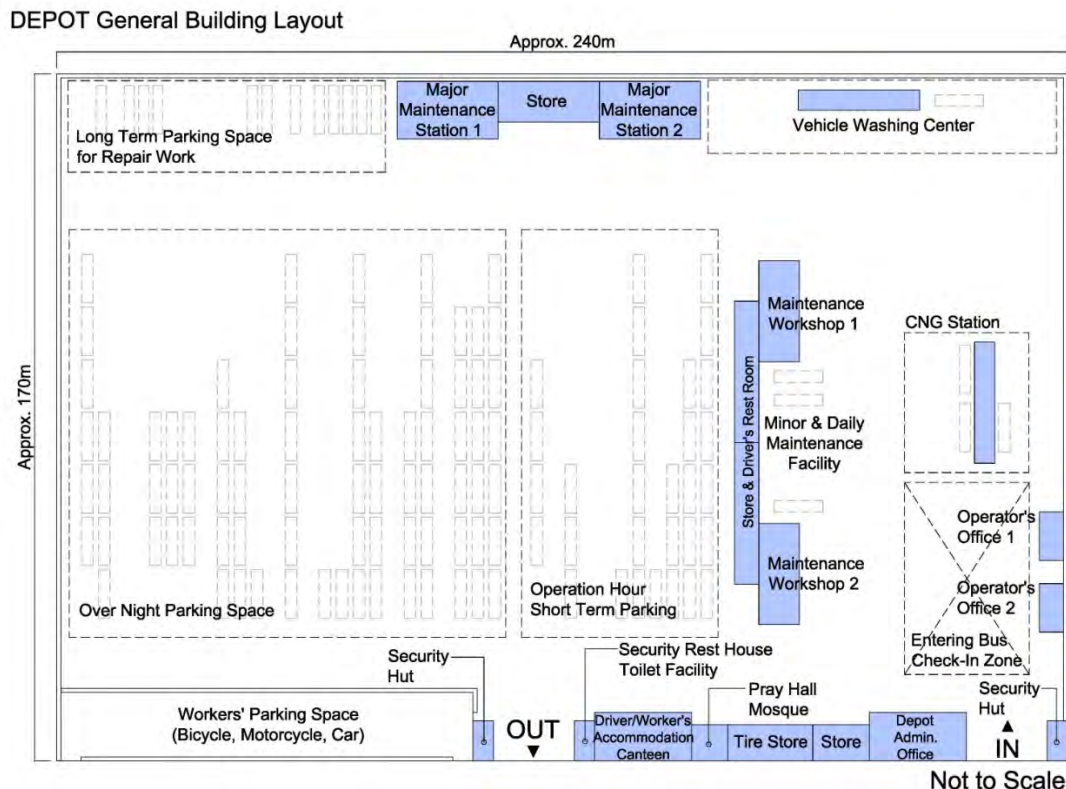 DEPOT General Building Layout
Approx. 240m
Approx. 170m
Long Term Parking Space
for Repair Work
Major
Maintenance
Station 1
Store
Major
Maintenance
Station 2
Vehicle Washing Center
Maintenance
Workshop 1
CNG Station
Store & Driver's Rest Room
Minor & Daily
Maintenance
Facility
Operator's
Office 1
Maintenance
Workshop 2
Operator's
Office 2
Over Night Parking Space
Operation Hour
Short Term Parking
Entering Bus
Check-In Zone
Security
Hut
Security Rest House
Toilet Facility
Pray Hall
Mosque
Security
Hut
Workers' Parking Space
(Bicycle, Motorcycle, Car)
OUT
Driver/Worker's
Accommodation
Canteen
Tire Store
Store
Depot
Admin.
Office
IN
Not to Scale